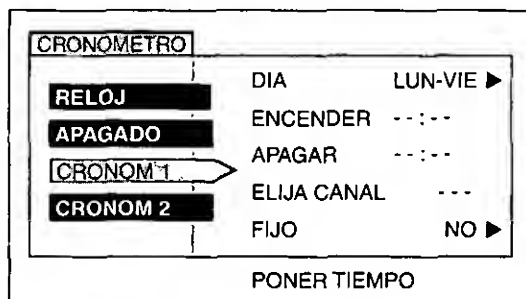 CRONOMETRO
RELOJ
APAGADO
CRONOM 1
CRONOM 2
DIA LUN-VIE ▶
ENCENDER --:--
APAGAR --:--
ELIJA CANAL ---
FIJO NO ▶
PONER TIEMPO